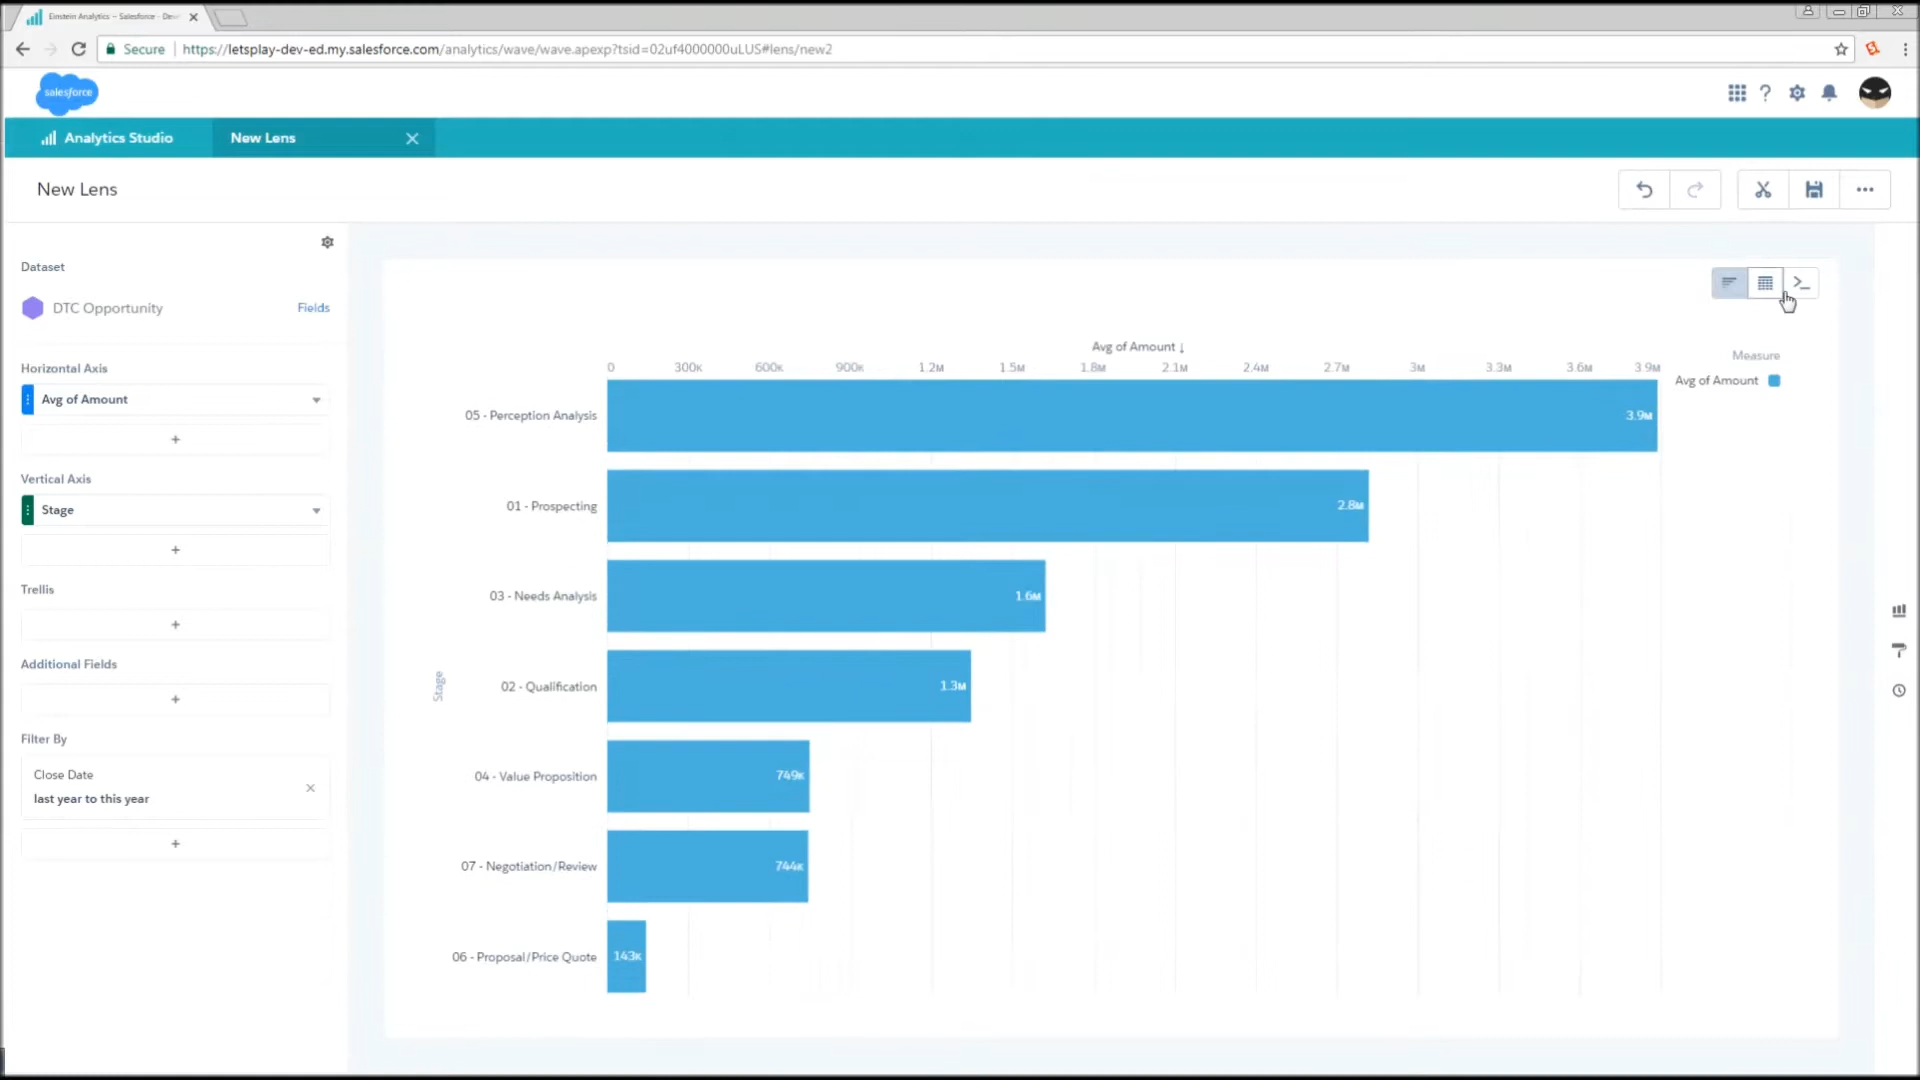 Einstein Analytics – Salesforce - Dev
Secure
https://letsplay-dev-ed.my.salesforce.com/analytics/wave/wave.apexp?tsid=02uf4000000uLUS#lens/new2
salesforce
?
Analytics Studio
New Lens
New Lens
Dataset
DTC Opportunity
Fields
Horizontal Axis
Avg of Amount
+
Vertical Axis
Stage
+
Trellis
+
Additional Fields
+
Filter By
Close Date
last year to this year
+
Avg of Amount ↓
0 300K 600K 900K 1.2M 1.5M 1.8M 2.1M 2.4M 2.7M 3M 3.3M 3.6M 3.9M
Measure
Avg of Amount
Stage
05 - Perception Analysis 3.9M
01 - Prospecting 2.8M
03 - Needs Analysis 1.6M
02 - Qualification 1.3M
04 - Value Proposition 749K
07 - Negotiation/Review 744K
06 - Proposal/Price Quote 143K